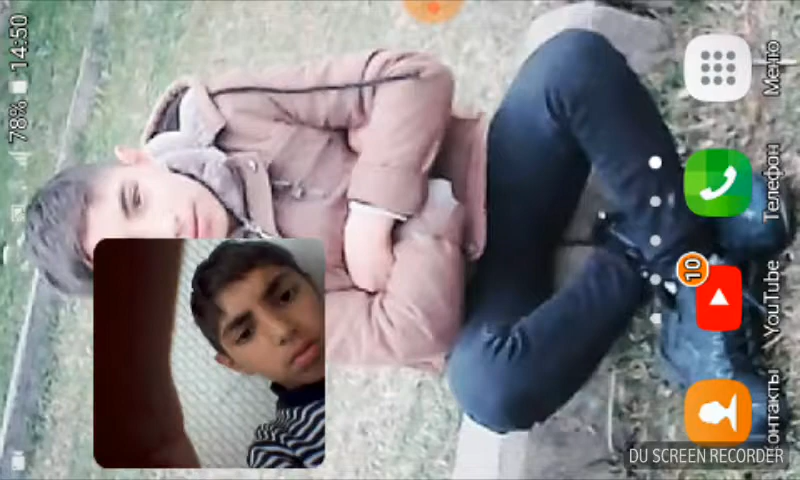 78% 14:50
Меню
Телефон
YouTube
10
онтакты
DU SCREEN RECORDER